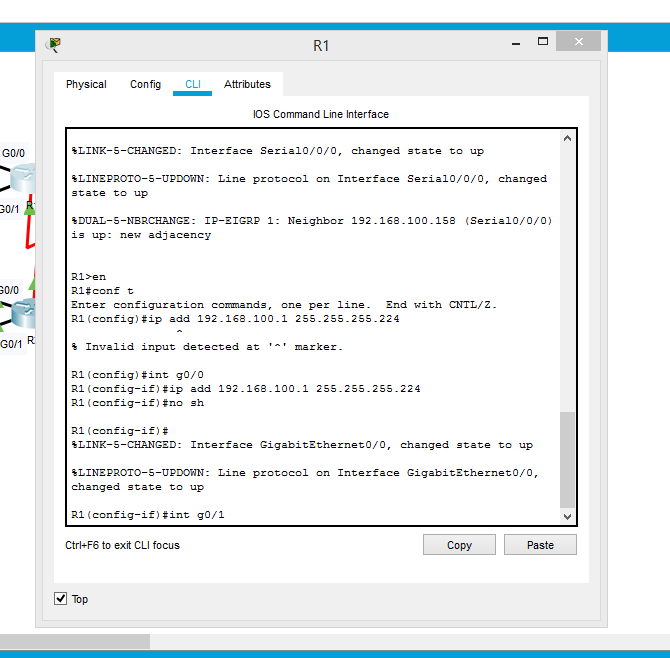 R1
Physical Config CLI Attributes
IOS Command Line Interface
%LINK-5-CHANGED: Interface Serial0/0/0, changed state to up
%LINEPROTO-5-UPDOWN: Line protocol on Interface Serial0/0/0, changed
state to up
%DUAL-5-NBRCHANGE: IP-EIGRP 1: Neighbor 192.168.100.158 (Serial0/0/0)
is up: new adjacency
R1>en
R1#conf t
Enter configuration commands, one per line.  End with CNTL/Z.
R1(config)#ip add 192.168.100.1 255.255.255.224
^
% Invalid input detected at '^' marker.
R1(config)#int g0/0
R1(config-if)#ip add 192.168.100.1 255.255.255.224
R1(config-if)#no sh
R1(config-if)#
%LINK-5-CHANGED: Interface GigabitEthernet0/0, changed state to up
%LINEPROTO-5-UPDOWN: Line protocol on Interface GigabitEthernet0/0,
changed state to up
R1(config-if)#int g0/1
Ctrl+F6 to exit CLI focus
Copy Paste
Top
G0/0
G0/1
G0/0
G0/1